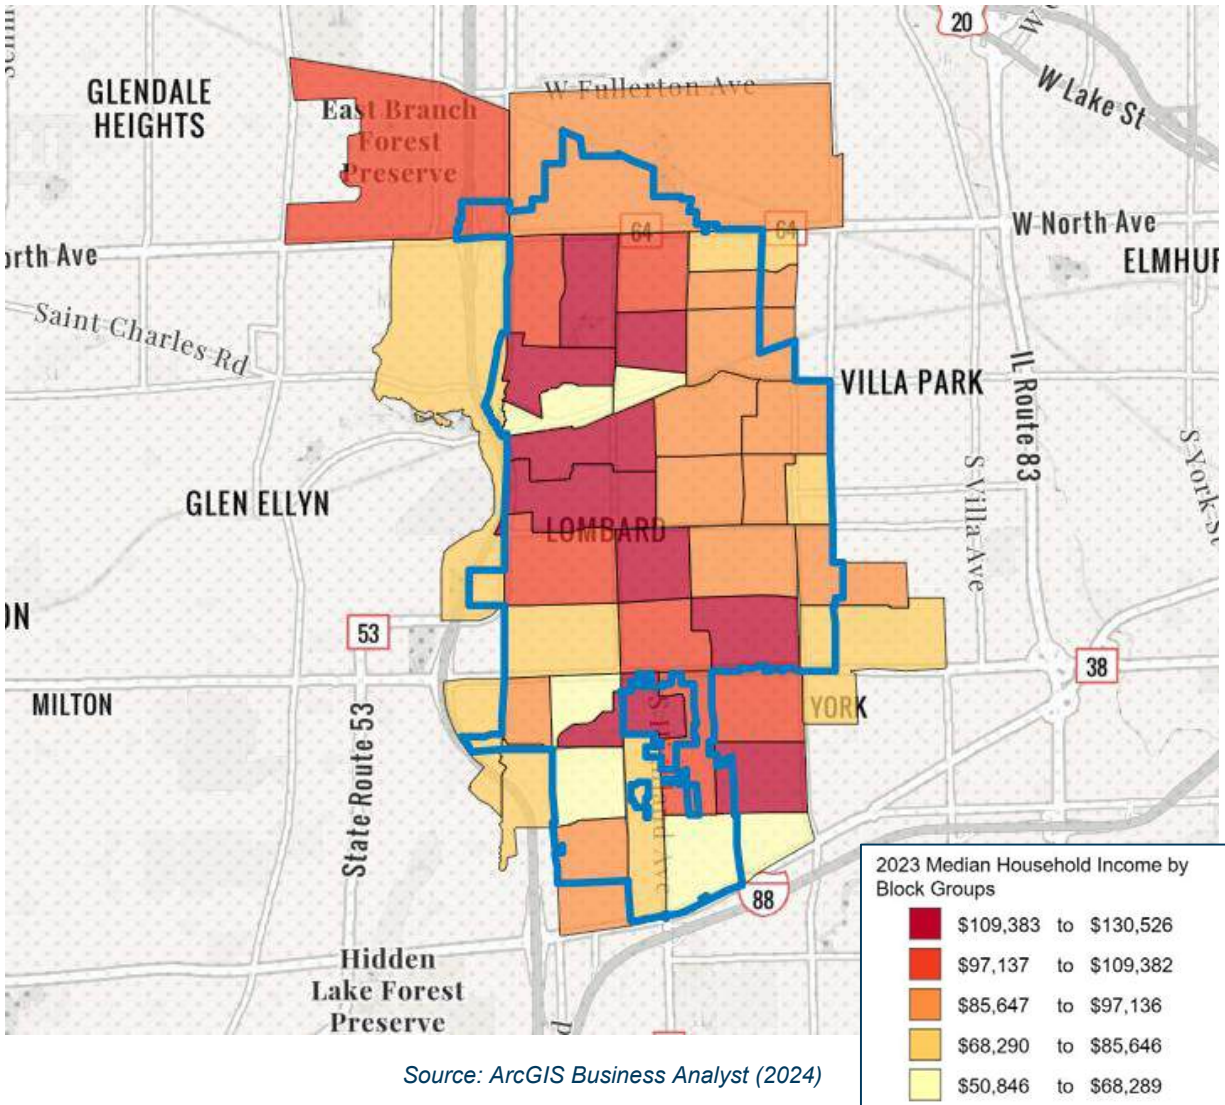 20
W Lake St
W Fullerton Ave
GLENDALE
HEIGHTS
East Branch
Forest
Preserve
64
64
W North Ave
orth Ave
ELMHUR
Saint Charles Rd
IL Route 83
VILLA PARK
S York St
S Villa Ave
GLEN ELLYN
LOMBARD
ON
53
38
MILTON
YORK
State Route 53
88
Hidden
Lake Forest
Preserve
2023 Median Household Income by
Block Groups
$109,383 to $130,526
$97,137 to $109,382
$85,647 to $97,136
$68,290 to $85,646
$50,846 to $68,289
Source: ArcGIS Business Analyst (2024)